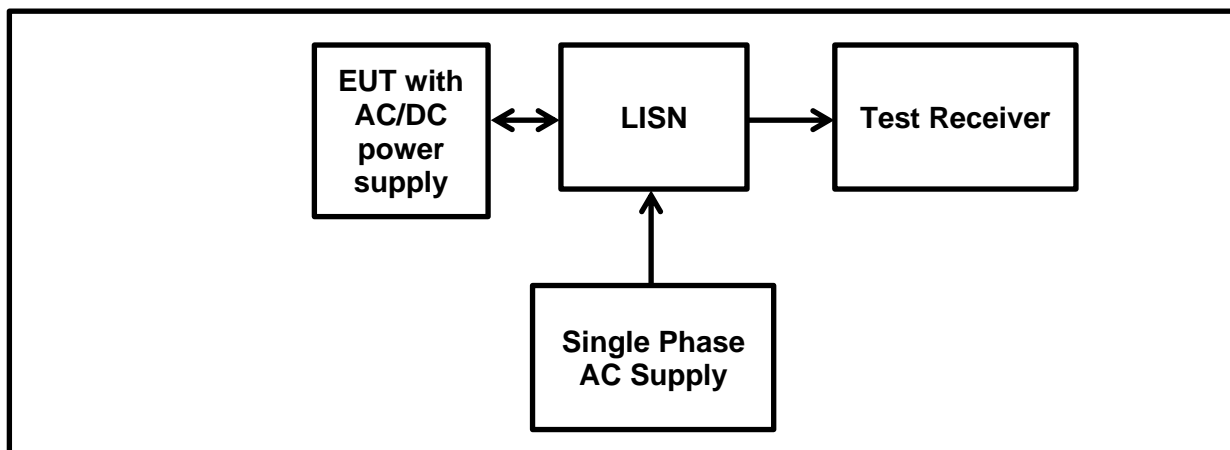 EUT with
AC/DC
power
supply
LISN
Test Receiver
Single Phase
AC Supply